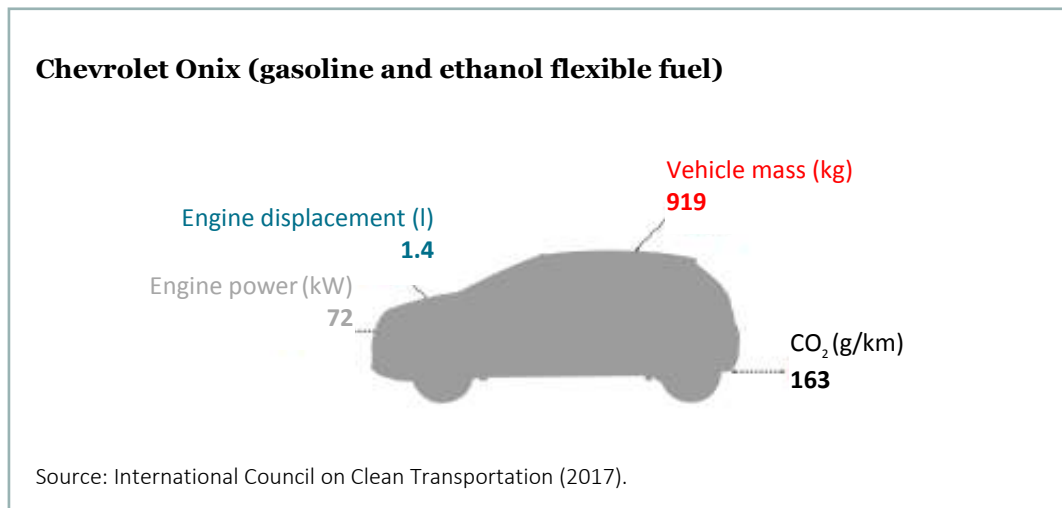 Chevrolet Onix (gasoline and ethanol flexible fuel)
Vehicle mass (kg)
919
Engine displacement (l)
1.4
Engine power (kW)
72
CO₂ (g/km)
163
Source: International Council on Clean Transportation (2017).